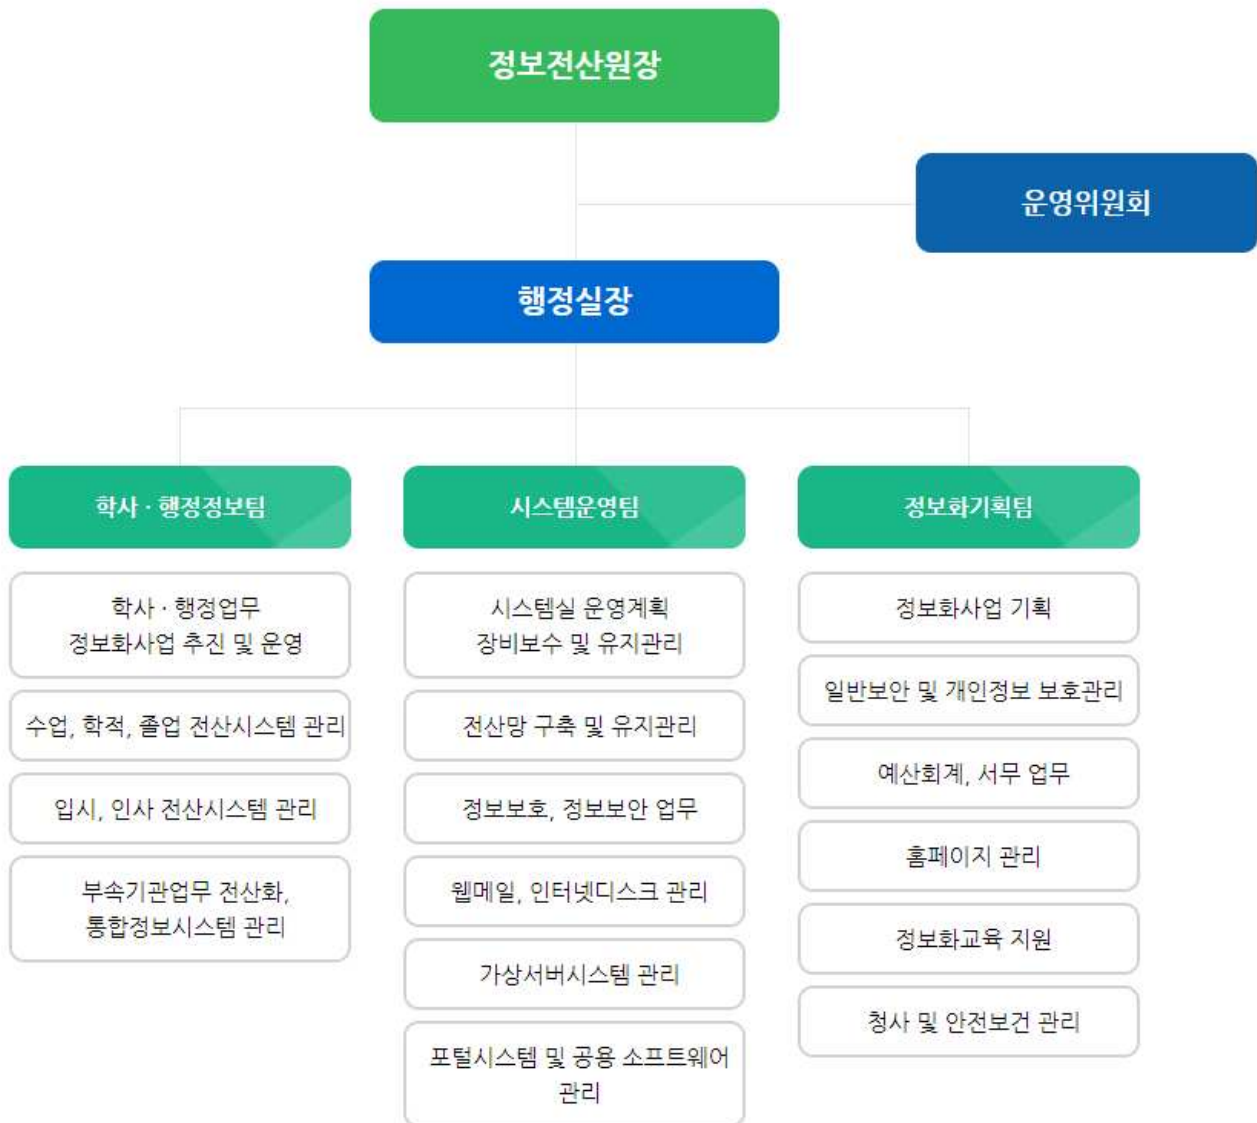 정보전산원장
운영위원회
행정실장
학사 · 행정정보팀
학사 · 행정업무
정보화사업 추진 및 운영
수업, 학적, 졸업 전산시스템 관리
입시, 인사 전산시스템 관리
부속기관업무 전산화,
통합정보시스템 관리
시스템운영팀
시스템실 운영계획
장비보수 및 유지관리
전산망 구축 및 유지관리
정보보호, 정보보안 업무
웹메일, 인터넷디스크 관리
가상서버시스템 관리
포털시스템 및 공용 소프트웨어
관리
정보화기획팀
정보화사업 기획
일반보안 및 개인정보 보호관리
예산회계, 서무 업무
홈페이지 관리
정보화교육 지원
청사 및 안전보건 관리